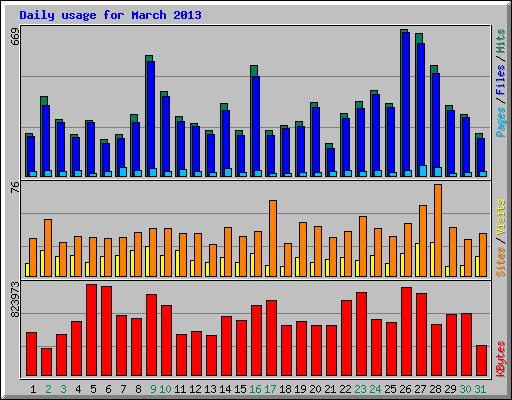 Daily usage for March 2013
669
Pages / Files / Hits
76
Sites / Visits
823973
KBytes
1 2 3 4 5 6 7 8 9 10 11 12 13 14 15 16 17 18 19 20 21 22 23 24 25 26 27 28 29 30 31